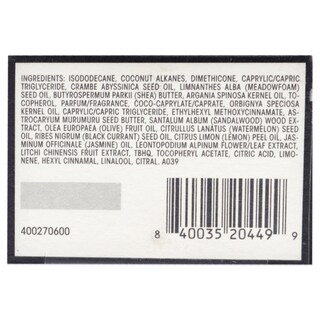 INGREDIENTS: ISODODECANE, COCONUT ALKANES, DIMETHICONE, CAPRYLIC/CAPRIC
TRIGLYCERIDE, CRAMBE ABYSSINICA SEED OIL, LIMNANTHES ALBA (MEADOWFOAM)
SEED OIL, BUTYROSPERMUM PARKII (SHEA) BUTTER, ARGANIA SPINOSA KERNEL OIL, TO-
COPHEROL, PARFUM/FRAGRANCE, COCO-CAPRYLATE/CAPRATE, ORBIGNYA SPECIOSA
KERNEL OIL, CAPRYLIC/CAPRIC TRIGLYCERIDE, ETHYLHEXYL METHOXYCINNAMATE, AS-
TROCARYUM MURUMURU SEED BUTTER, SANTALUM ALBUM (SANDALWOOD) WOOD EX-
TRACT, OLEA EUROPAEA (OLIVE) FRUIT OIL, CITRULLUS LANATUS (WATERMELON) SEED
OIL, RIBES NIGRUM (BLACK CURRANT) SEED OIL, CITRUS LIMON (LEMON) PEEL OIL, JAS-
MINUM OFFICINALE (JASMINE) OIL, LEONTOPODIUM ALPINUM FLOWER/LEAF EXTRACT,
LITCHI CHINENSIS FRUIT EXTRACT, TBHQ, TOCOPHERYL ACETATE, CITRIC ACID, LIMO-
NENE, HEXYL CINNAMAL, LINALOOL, CITRAL A039
400270600
8 40035 20449 9